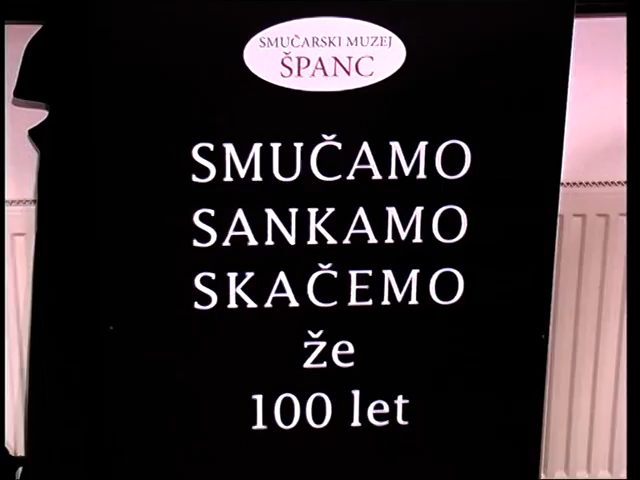 SMUČARSKI MUZEJ
ŠPANC
SMUČAMO
SANKAMO
SKAČEMO
že
100 let